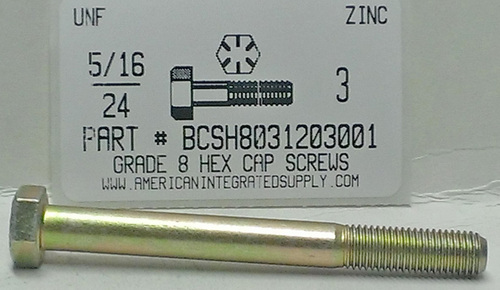 UNF ZINC
5/16
24
3
PART # BCSH8031203001
GRADE 8 HEX CAP SCREWS
WWW.AMERICANINTEGRATEDSUPPLY.COM